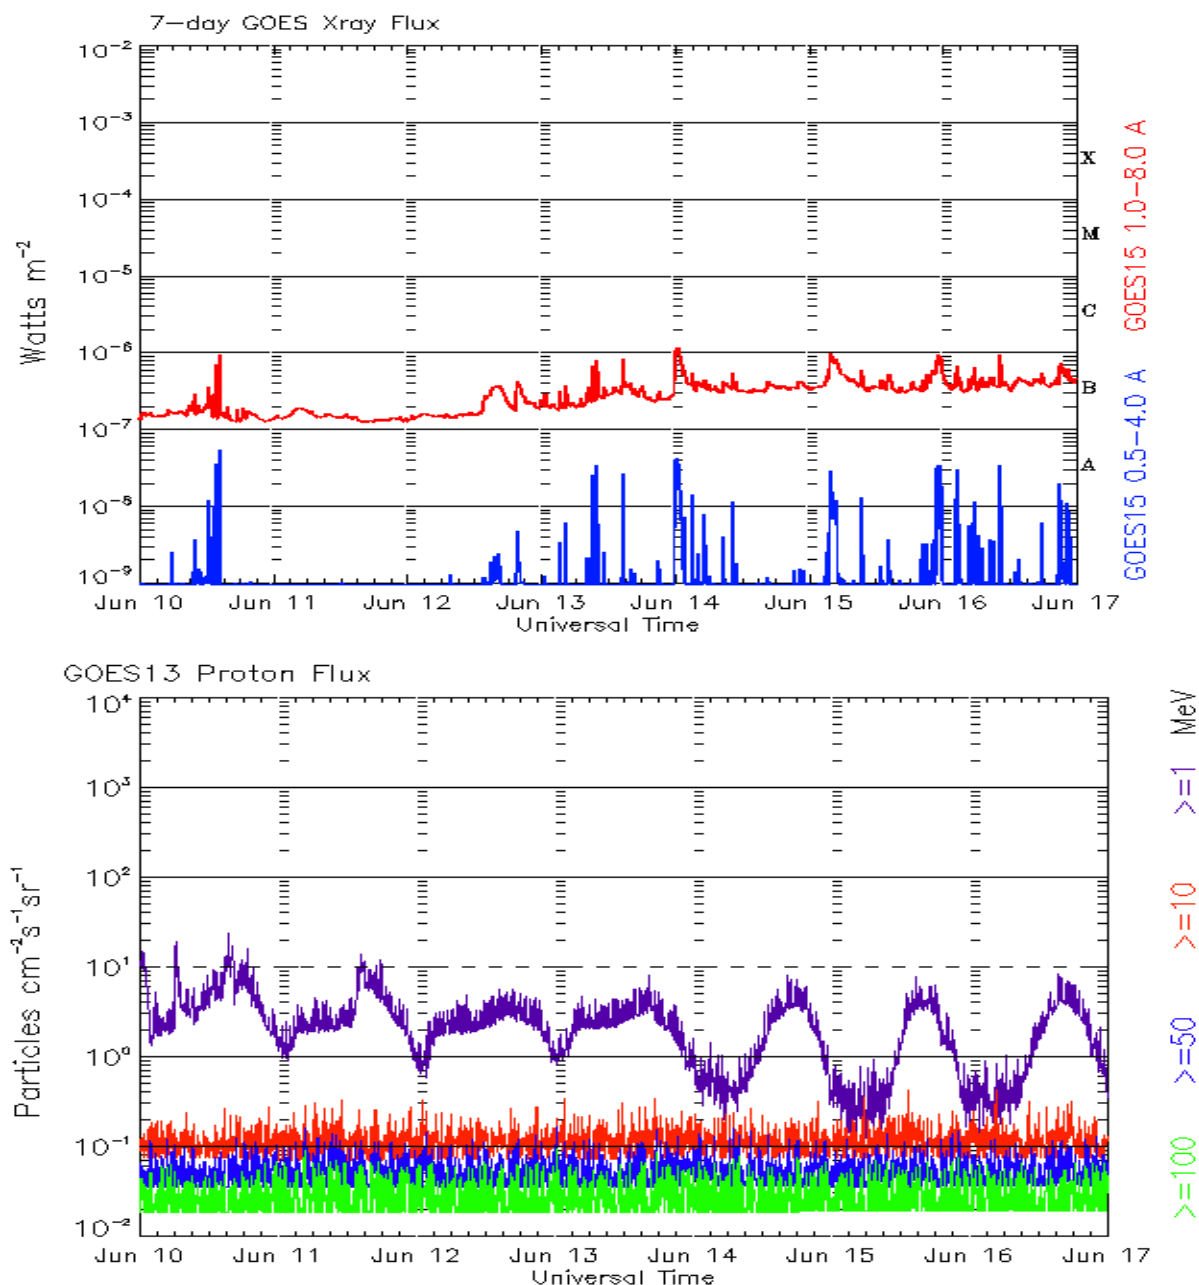 7-day GOES Xray Flux
10⁻²
10⁻³
10⁻⁴
10⁻⁵
10⁻⁶
10⁻⁷
10⁻⁸
10⁻⁹
Watts m⁻²
X
M
C
B
A
GOES15 1.0-8.0 A
GOES15 0.5-4.0 A
Jun 10 Jun 11 Jun 12 Jun 13 Jun 14 Jun 15 Jun 16 Jun 17
Universal Time
GOES13 Proton Flux
10⁴
10³
10²
10¹
10⁰
10⁻¹
10⁻²
Particles cm⁻²s⁻¹sr⁻¹
>=1 MeV
>=10
>=50
>=100
Jun 10 Jun 11 Jun 12 Jun 13 Jun 14 Jun 15 Jun 16 Jun 17
Universal Time